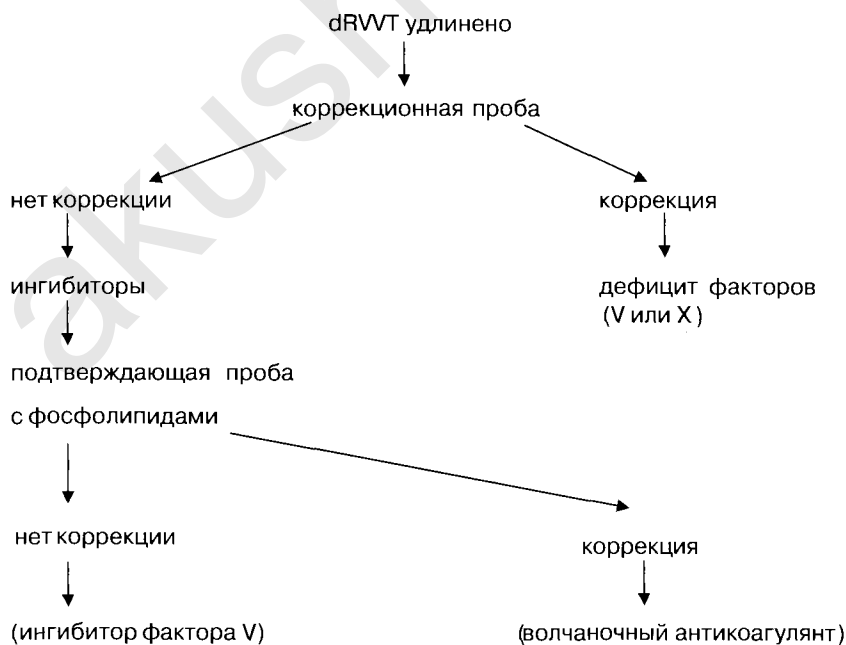 dRVVT удлинено
коррекционная проба
нет коррекции
коррекция
ингибиторы
дефицит факторов
(V или X)
подтверждающая проба
с фосфолипидами
нет коррекции
коррекция
(ингибитор фактора V)
(волчаночный антикоагулянт)
akush